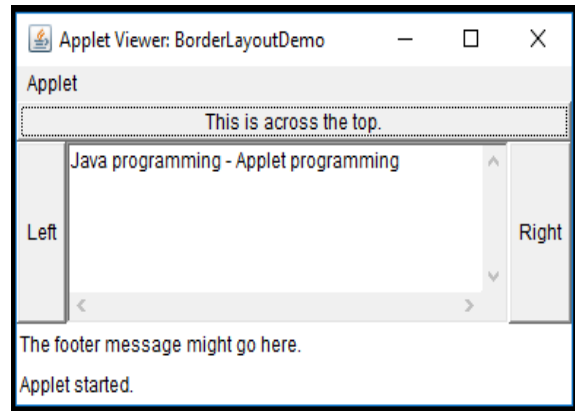 Applet Viewer: BorderLayoutDemo
Applet
This is across the top.
Java programming - Applet programming
Left
Right
The footer message might go here.
Applet started.